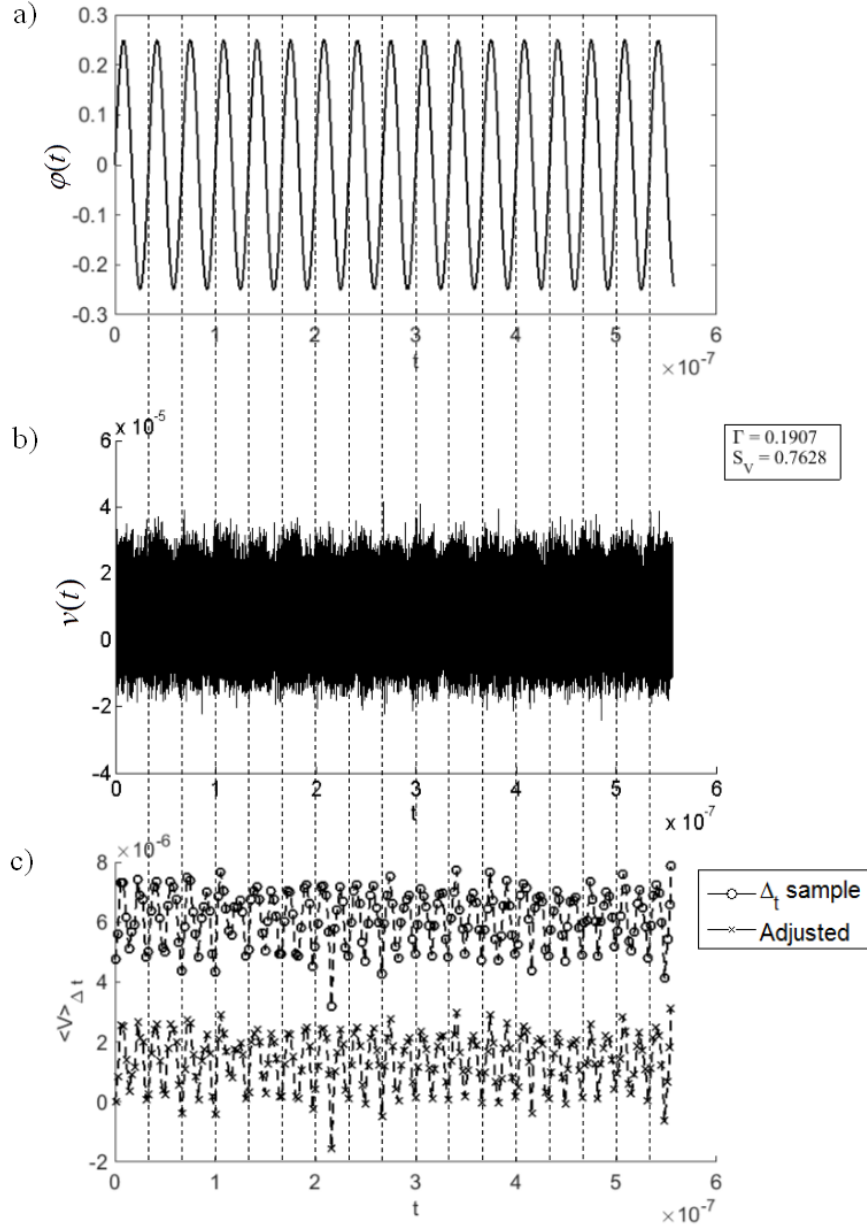 a)
0.3
0.2
0.1
0
-0.1
-0.2
-0.3
φ(t)
0 1 2 3 4 5 6
t
×10⁻⁷
b)
x 10⁻⁵
6
4
2
0
-2
-4
v(t)
Γ = 0.1907
S_V = 0.7628
0 1 2 3 4 5 6
t
x 10⁻⁷
c)
×10⁻⁶
8
6
4
2
0
-2
<V>_Δt
Δ_t sample
Adjusted
0 1 2 3 4 5 6
t
×10⁻⁷